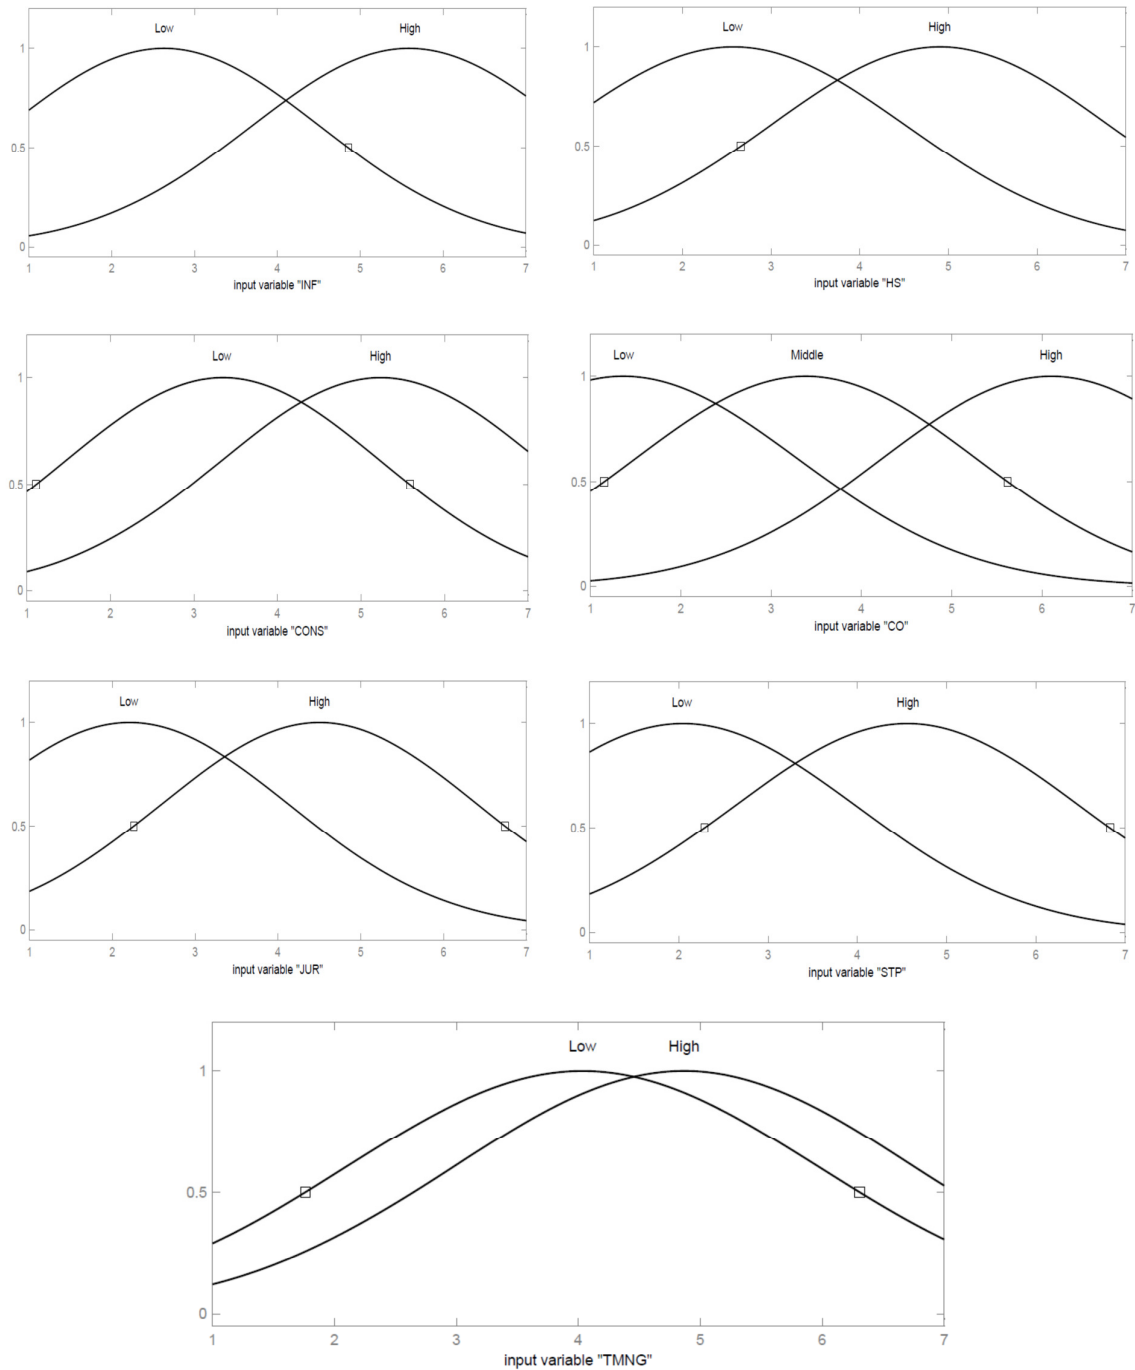 Low High
1
0.5
0
1 2 3 4 5 6 7
input variable "INF"
Low High
1
0.5
0
1 2 3 4 5 6 7
input variable "HS"
Low High
1
0.5
0
1 2 3 4 5 6 7
input variable "CONS"
Low Middle High
1
0.5
0
1 2 3 4 5 6 7
input variable "CO"
Low High
1
0.5
0
1 2 3 4 5 6 7
input variable "JUR"
Low High
1
0.5
0
1 2 3 4 5 6 7
input variable "STP"
Low High
1
0.5
0
1 2 3 4 5 6 7
input variable "TMNG"